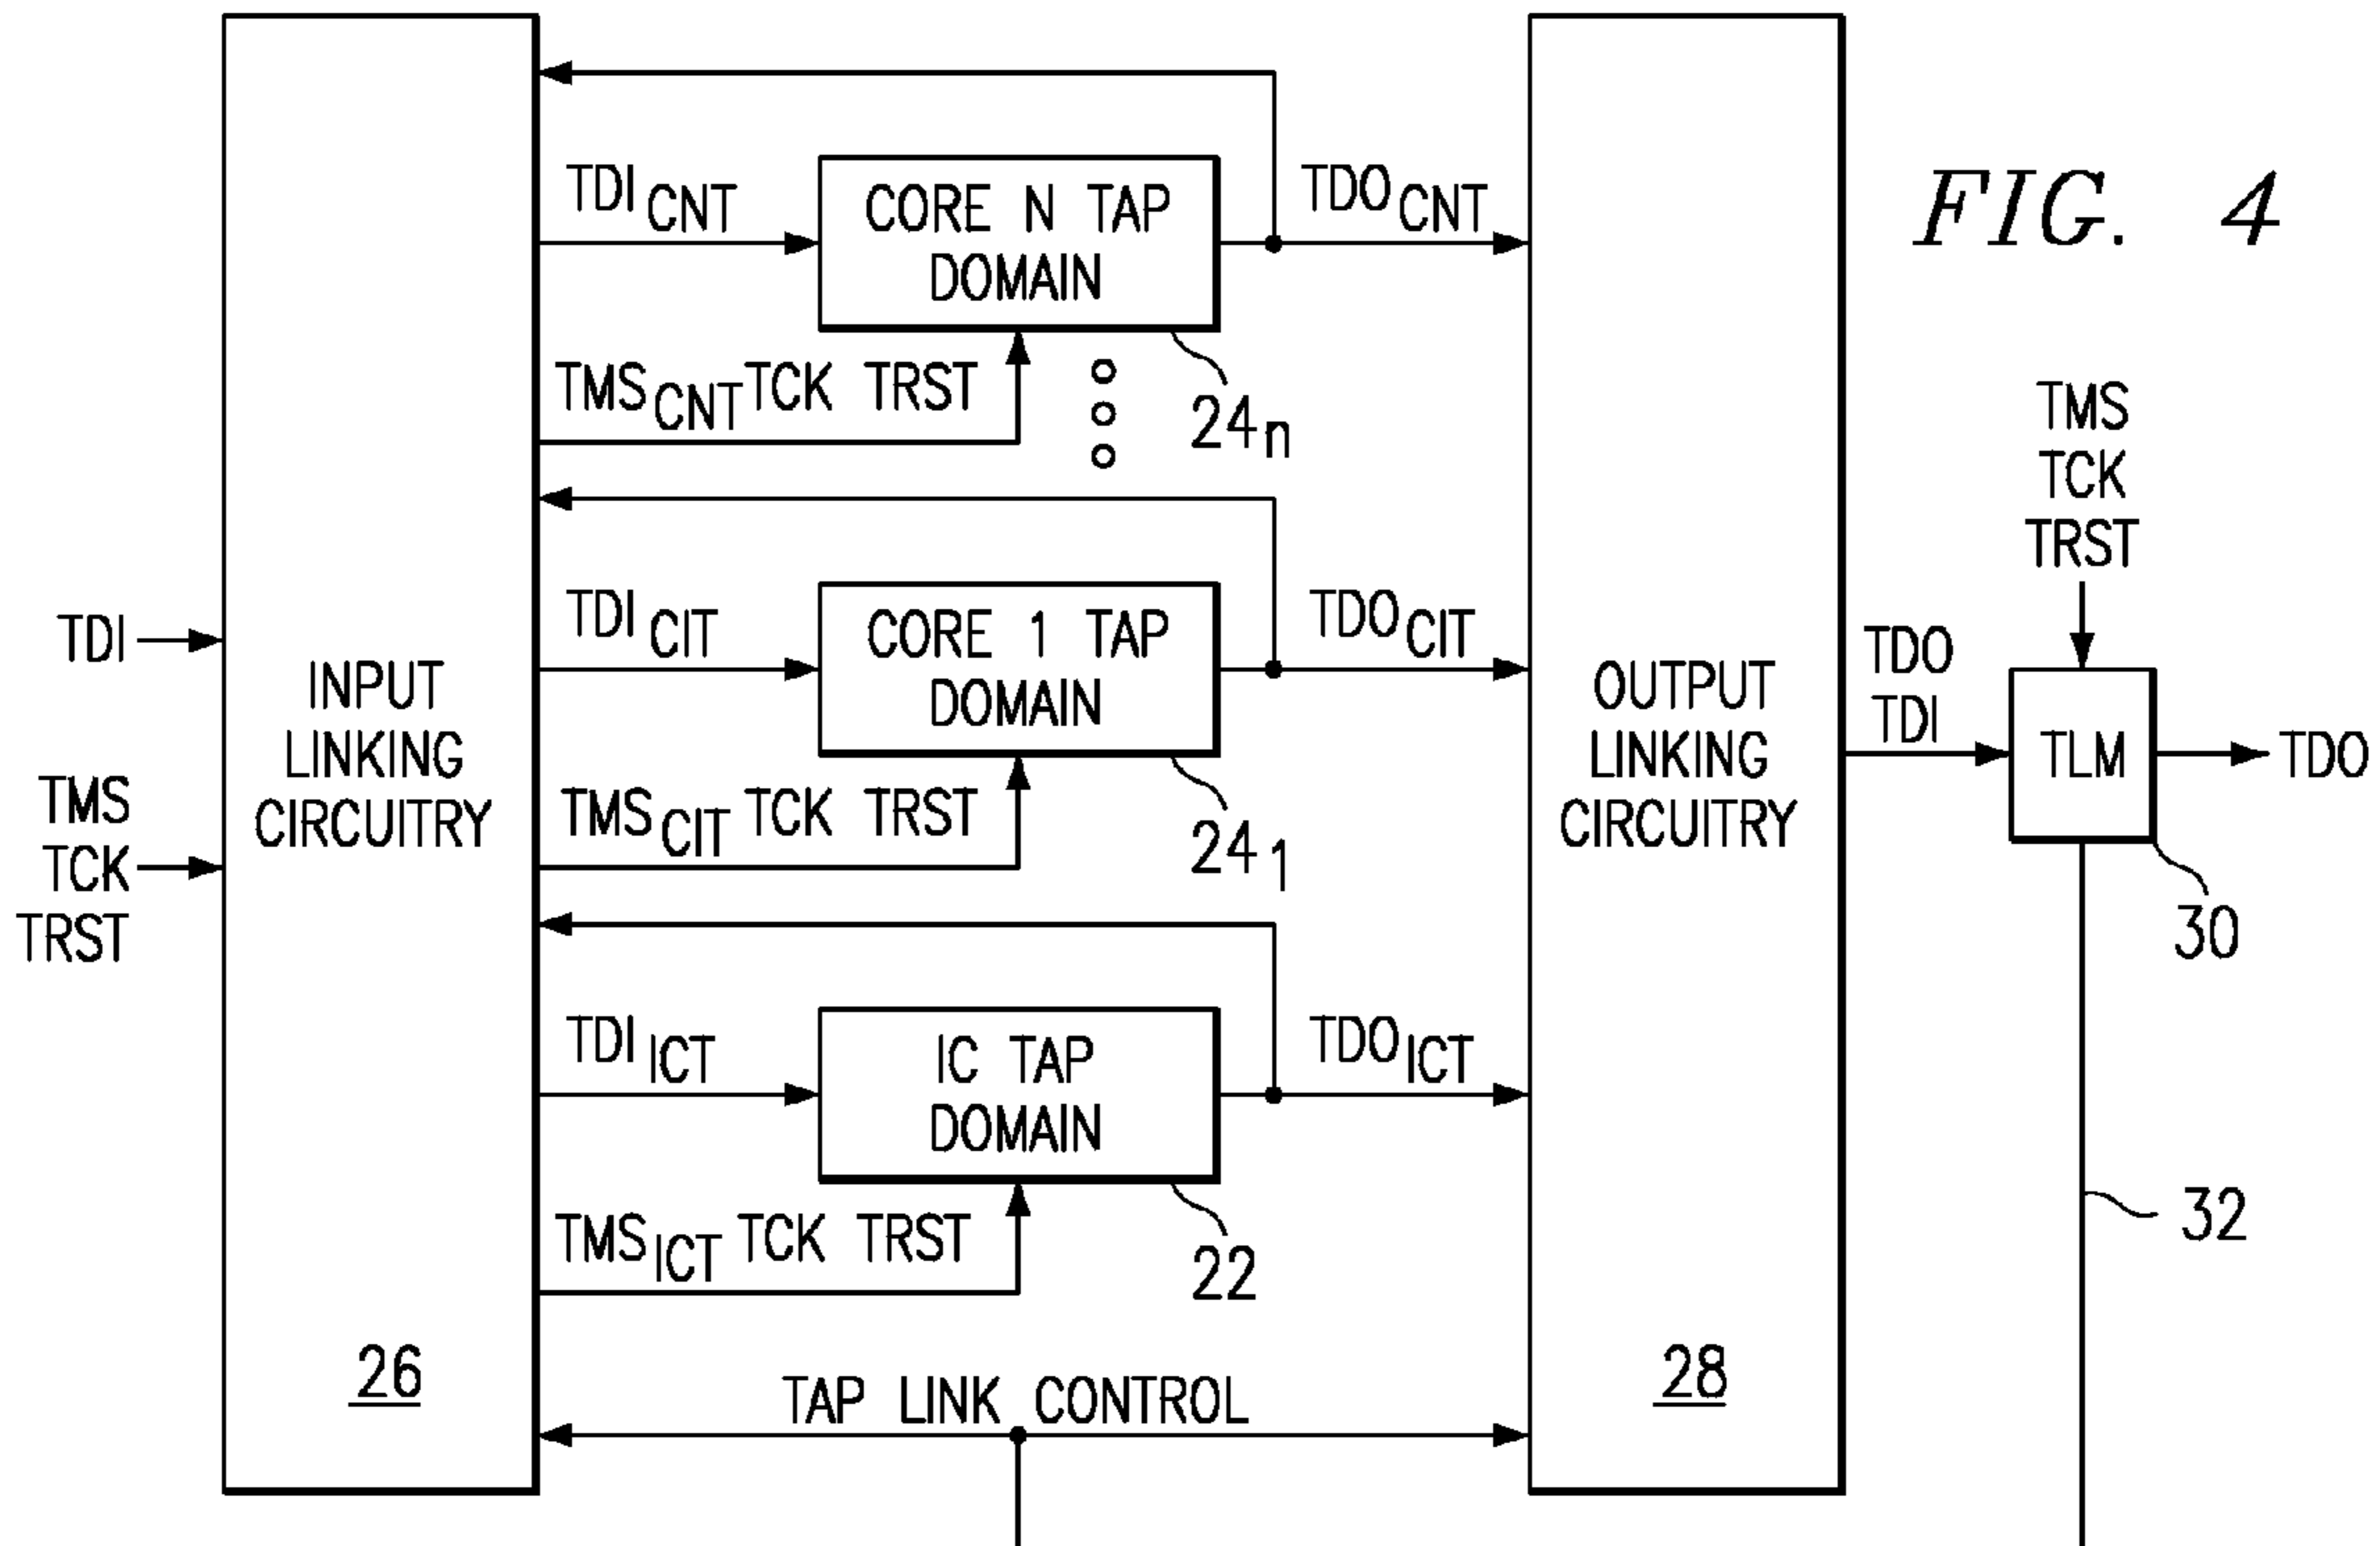 FIG. 4
TDI
TMS
TCK
TRST
INPUT
LINKING
CIRCUITRY
26
TDI CNT
CORE N TAP
DOMAIN
TDO CNT
TMS CNT TCK TRST
24n
TDI CIT
CORE 1 TAP
DOMAIN
TDO CIT
TMS CIT TCK TRST
241
TDI ICT
IC TAP
DOMAIN
TDO ICT
TMS ICT TCK TRST
22
TAP LINK CONTROL
OUTPUT
LINKING
CIRCUITRY
28
TDO
TDI
TMS
TCK
TRST
TLM
TDO
30
32